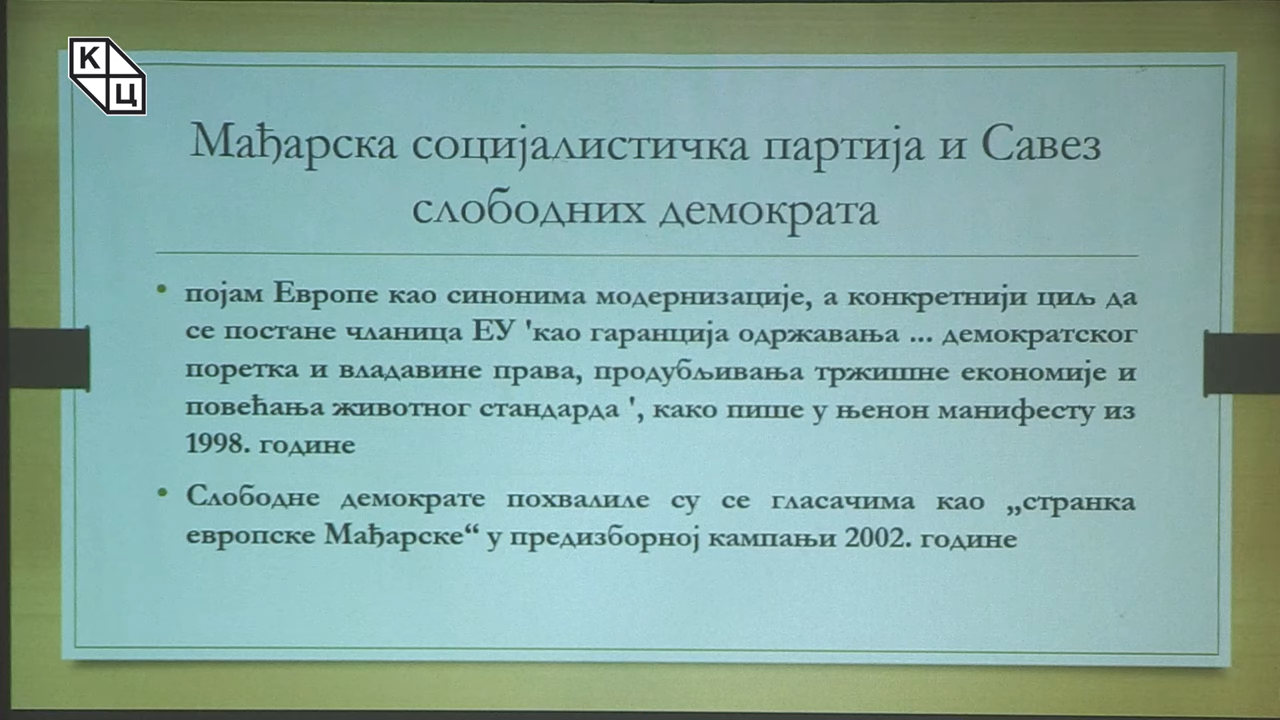 К
Ц
Мађарска социјалистичка партија и Савез
слободних демократа
• појам Европе као синонима модернизације, а конкретнији циљ да
се постане чланица ЕУ 'као гаранција одржавања ... демократског
поретка и владавине права, продубљивања тржишне економије и
повећања животног стандарда ', како пише у њенон манифесту из
1998. године
• Слободне демократе похвалиле су се гласачима као „странка
европске Мађарске“ у предизборној кампањи 2002. године